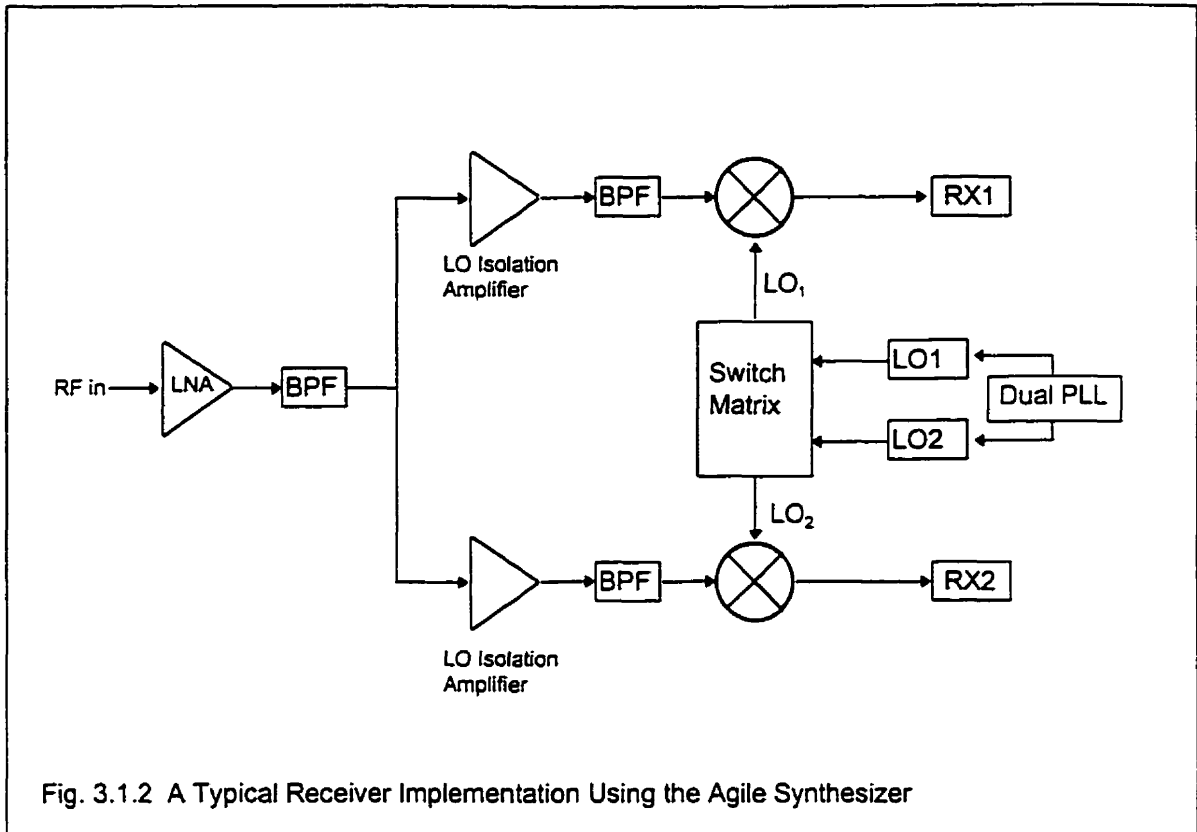 LO Isolation
Amplifier
BPF
RX1
LO₁
RF in
LNA
BPF
Switch
Matrix
LO1
LO2
Dual PLL
LO₂
BPF
RX2
LO Isolation
Amplifier
Fig. 3.1.2 A Typical Receiver Implementation Using the Agile Synthesizer